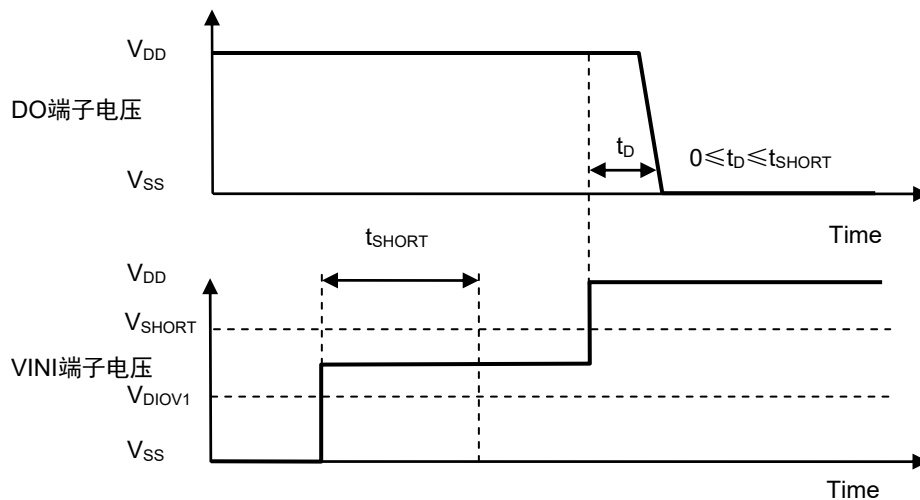 VDD
DO端子电压
tD
0≤tD≤tSHORT
VSS
Time
tSHORT
VDD
VSHORT
VINI端子电压
VDIOV1
VSS
Time